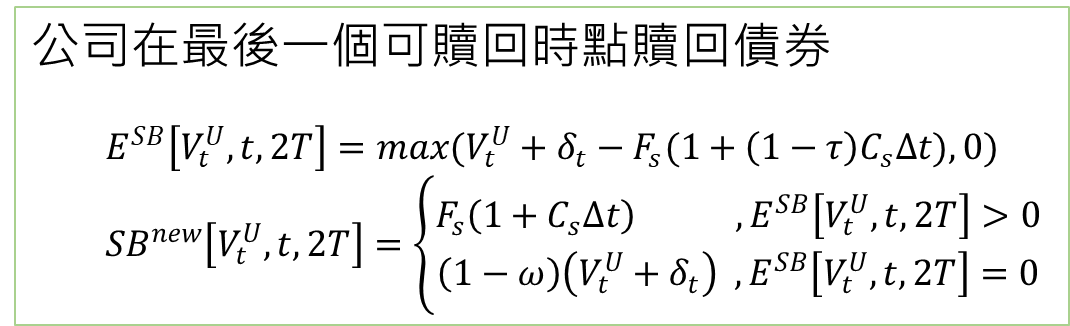 公司在最後一個可贖回時點贖回債券
E^{SB}[V_t^U, t, 2T] = max(V_t^U + δ_t − F_s(1 + (1 − τ)C_sΔt), 0)
SB^{new}[V_t^U, t, 2T] = { F_s(1 + C_sΔt) , E^{SB}[V_t^U, t, 2T] > 0
(1 − ω)(V_t^U + δ_t) , E^{SB}[V_t^U, t, 2T] = 0